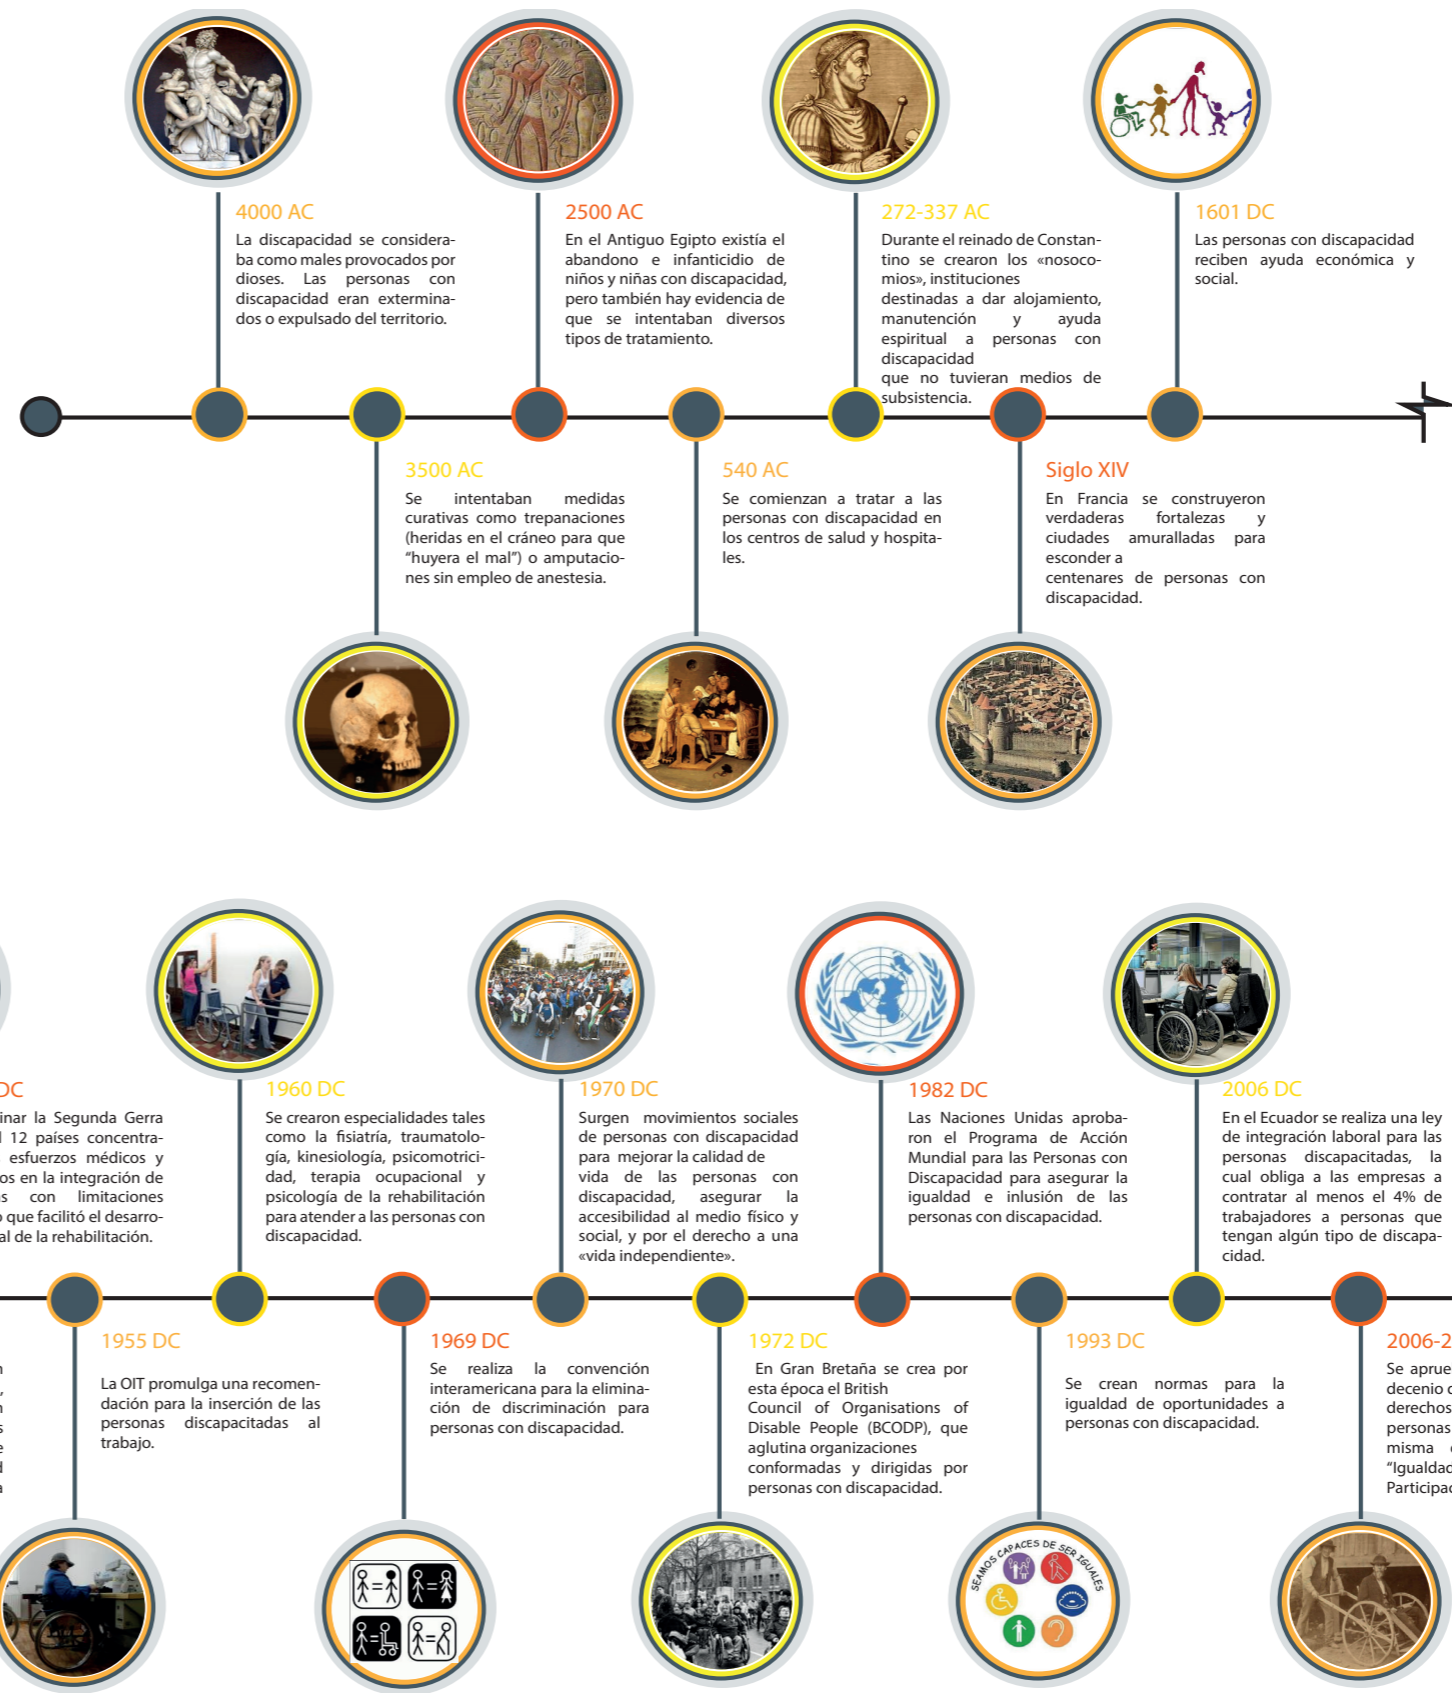 4000 AC
La discapacidad se considera-
ba como males provocados por
dioses. Las personas con
discapacidad eran extermina-
dos o expulsado del territorio.
2500 AC
En el Antiguo Egipto existía el
abandono e infanticidio de
niños y niñas con discapacidad,
pero también hay evidencia de
que se intentaban diversos
tipos de tratamiento.
272-337 AC
Durante el reinado de Constan-
tino se crearon los «nosoco-
mios», instituciones
destinadas a dar alojamiento,
manutención y ayuda
espiritual a personas con
discapacidad
que no tuvieran medios de
subsistencia.
1601 DC
Las personas con discapacidad
reciben ayuda económica y
social.
3500 AC
Se intentaban medidas
curativas como trepanaciones
(heridas en el cráneo para que
“huyera el mal”) o amputacio-
nes sin empleo de anestesia.
540 AC
Se comienzan a tratar a las
personas con discapacidad en
los centros de salud y hospita-
les.
Siglo XIV
En Francia se construyeron
verdaderas fortalezas y
ciudades amuralladas para
esconder a
centenares de personas con
discapacidad.
DC
inar la Segunda Gerra
12 países concentra-
esfuerzos médicos y
os en la integración de
as con limitaciones
o que facilitó el desarro-
al de la rehabilitación.
1960 DC
Se crearon especialidades tales
como la fisiatría, traumatolo-
gía, kinesiología, psicomotrici-
dad, terapia ocupacional y
psicología de la rehabilitación
para atender a las personas con
discapacidad.
1970 DC
Surgen movimientos sociales
de personas con discapacidad
para mejorar la calidad de
vida de las personas con
discapacidad, asegurar la
accesibilidad al medio físico y
social, y por el derecho a una
«vida independiente».
1982 DC
Las Naciones Unidas aproba-
ron el Programa de Acción
Mundial para las Personas con
Discapacidad para asegurar la
igualdad e inlusión de las
personas con discapacidad.
2006 DC
En el Ecuador se realiza una ley
de integración laboral para las
personas discapacitadas, la
cual obliga a las empresas a
contratar al menos el 4% de
trabajadores a personas que
tengan algún tipo de discapa-
cidad.
1955 DC
La OIT promulga una recomen-
dación para la inserción de las
personas discapacitadas al
trabajo.
1969 DC
Se realiza la convención
interamericana para la elimina-
ción de discriminación para
personas con discapacidad.
1972 DC
En Gran Bretaña se crea por
esta época el British
Council of Organisations of
Disable People (BCODP), que
aglutina organizaciones
conformadas y dirigidas por
personas con discapacidad.
1993 DC
Se crean normas para la
igualdad de oportunidades a
personas con discapacidad.
2006-2
Se aprue
decenio
derechos
personas
misma
“Igualdad
Participa
SEAMOS CAPACES DE SER IGUALES